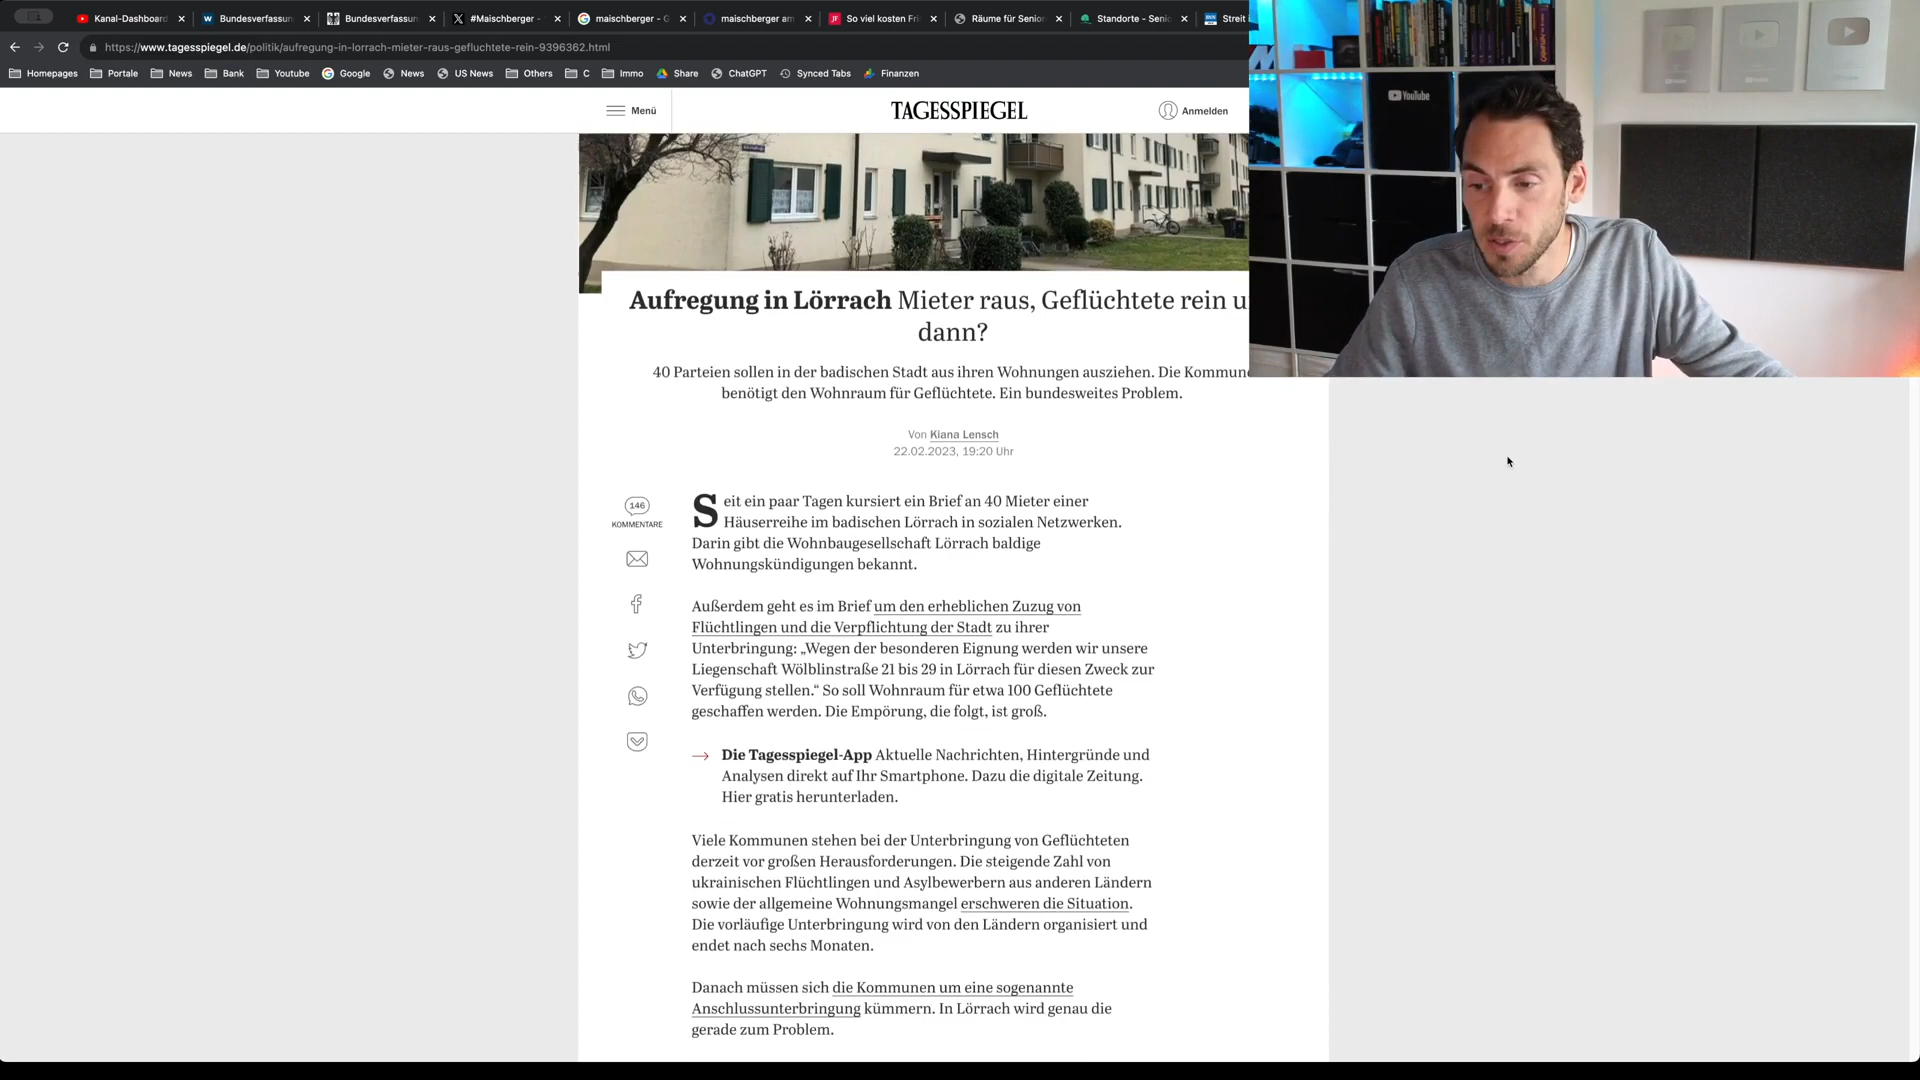 Kanal-Dashboard
Bundesverfassun
Bundesverfassun
#Maischberger -
maischberger - G
maischberger am
So viel kosten Fri
Räume für Senior
Standorte - Senio
Streit i
https://www.tagesspiegel.de/politik/aufregung-in-lorrach-mieter-raus-gefluchtete-rein-9396362.html
Homepages Portale News Bank Youtube Google News US News Others C Immo Share ChatGPT Synced Tabs Finanzen
YouTube
Menü
TAGESSPIEGEL
Anmelden
Aufregung in Lörrach Mieter raus, Geflüchtete rein u
dann?
40 Parteien sollen in der badischen Stadt aus ihren Wohnungen ausziehen. Die Kommune
benötigt den Wohnraum für Geflüchtete. Ein bundesweites Problem.
Von Kiana Lensch
22.02.2023, 19:20 Uhr
146
KOMMENTARE
Seit ein paar Tagen kursiert ein Brief an 40 Mieter einer
Häuserreihe im badischen Lörrach in sozialen Netzwerken.
Darin gibt die Wohnbaugesellschaft Lörrach baldige
Wohnungskündigungen bekannt.
Außerdem geht es im Brief um den erheblichen Zuzug von
Flüchtlingen und die Verpflichtung der Stadt zu ihrer
Unterbringung: „Wegen der besonderen Eignung werden wir unsere
Liegenschaft Wölblinstraße 21 bis 29 in Lörrach für diesen Zweck zur
Verfügung stellen.“ So soll Wohnraum für etwa 100 Geflüchtete
geschaffen werden. Die Empörung, die folgt, ist groß.
→ Die Tagesspiegel-App Aktuelle Nachrichten, Hintergründe und
Analysen direkt auf Ihr Smartphone. Dazu die digitale Zeitung.
Hier gratis herunterladen.
Viele Kommunen stehen bei der Unterbringung von Geflüchteten
derzeit vor großen Herausforderungen. Die steigende Zahl von
ukrainischen Flüchtlingen und Asylbewerbern aus anderen Ländern
sowie der allgemeine Wohnungsmangel erschweren die Situation.
Die vorläufige Unterbringung wird von den Ländern organisiert und
endet nach sechs Monaten.
Danach müssen sich die Kommunen um eine sogenannte
Anschlussunterbringung kümmern. In Lörrach wird genau die
gerade zum Problem.